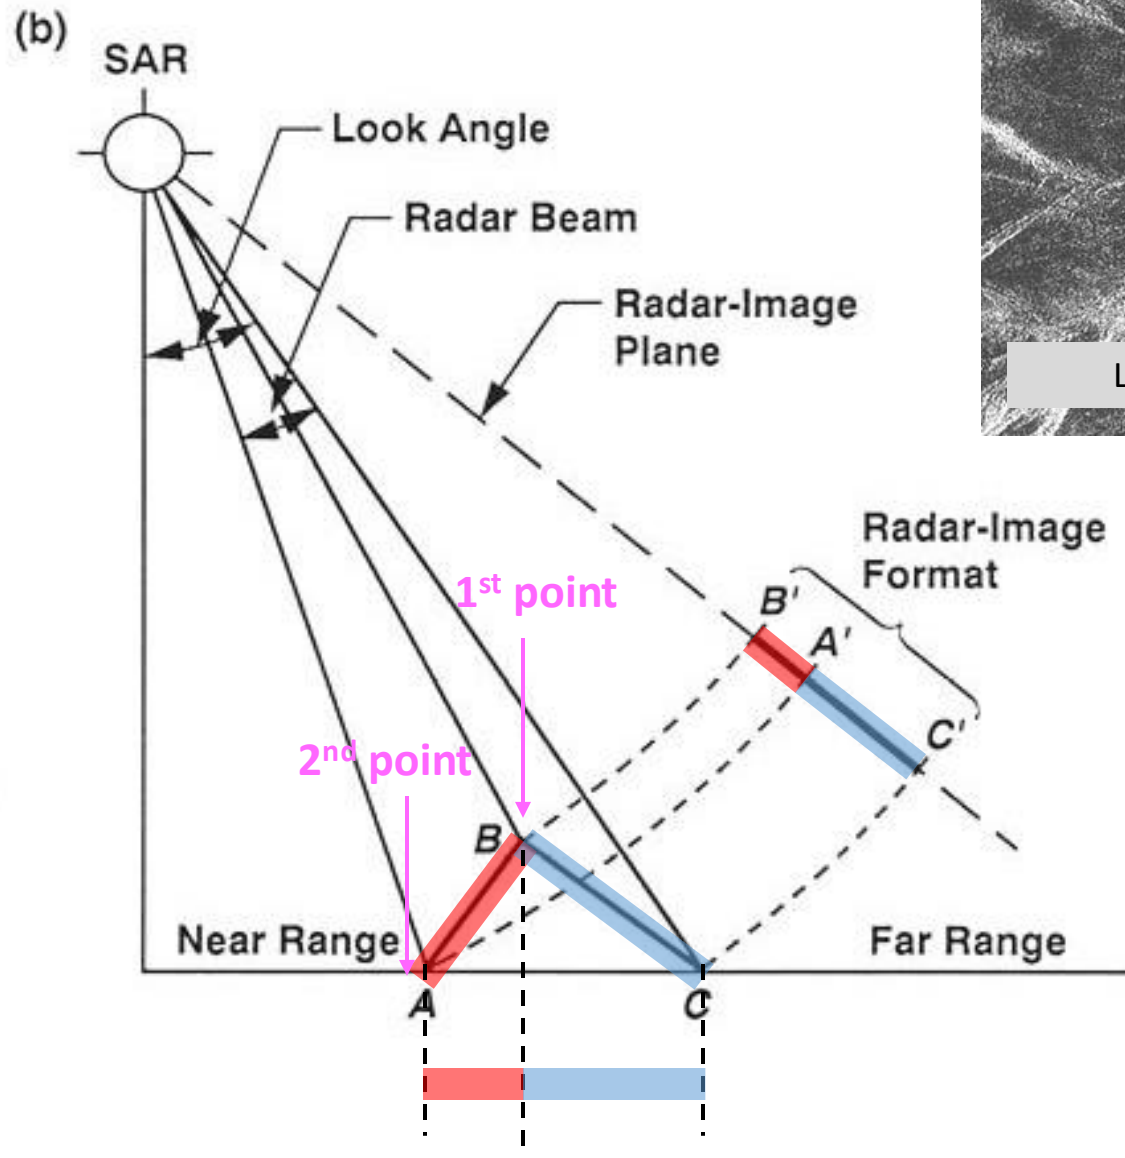 (b)
SAR
Look Angle
Radar Beam
Radar-Image
Plane
L
Radar-Image
Format
1st point
B'
A'
C'
2nd point
B
Near Range
Far Range
A
C